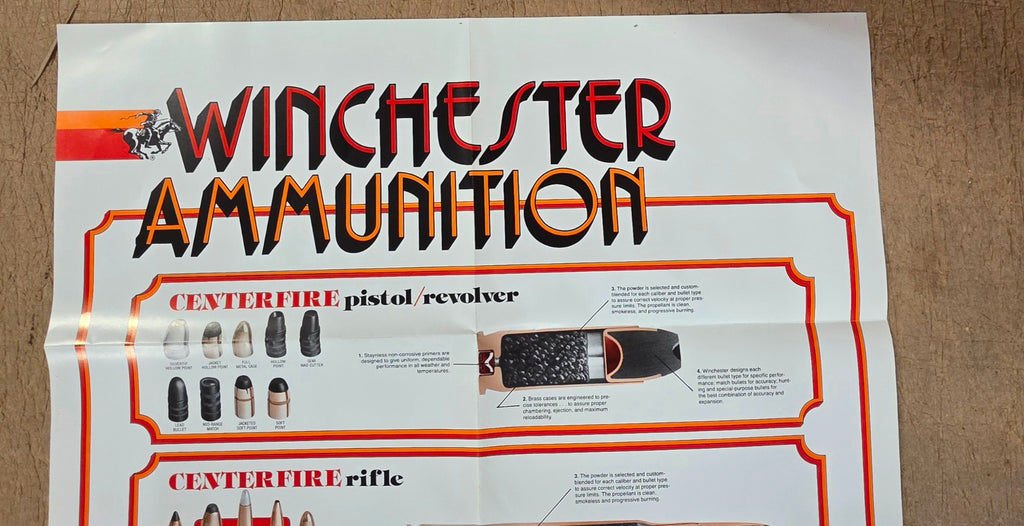 WINCHESTER
AMMUNITION
CENTERFIRE pistol/revolver
SILVERTIP
HOLLOW POINT
JACKET
HOLLOW POINT
FULL
METAL CASE
HOLLOW
POINT
SEMI
WAD CUTTER
LEAD
BULLET
MID-RANGE
MATCH
JACKETED
SOFT POINT
SOFT
POINT
1. Staynless non-corrosive primers are
designed to give uniform, dependable
performance in all weather and
temperatures.
2. Brass cases are engineered to pre-
cise tolerances . . . to assure proper
chambering, ejection, and maximum
reloadability.
3. The powder is selected and custom-
blended for each caliber and bullet type
to assure correct velocity at proper pres-
sure limits. The propellant is clean,
smokeless, and progressive burning.
4. Winchester designs each
different bullet type for specific perfor-
mance: match bullets for accuracy; hunt-
ing and special-purpose bullets for
the best combination of accuracy and
expansion.
CENTERFIRE rifle
3. The powder is selected and custom-
blended for each caliber and bullet type
to assure correct velocity at proper pres-
sure limits. The propellant is clean,
smokeless and progressive burning.